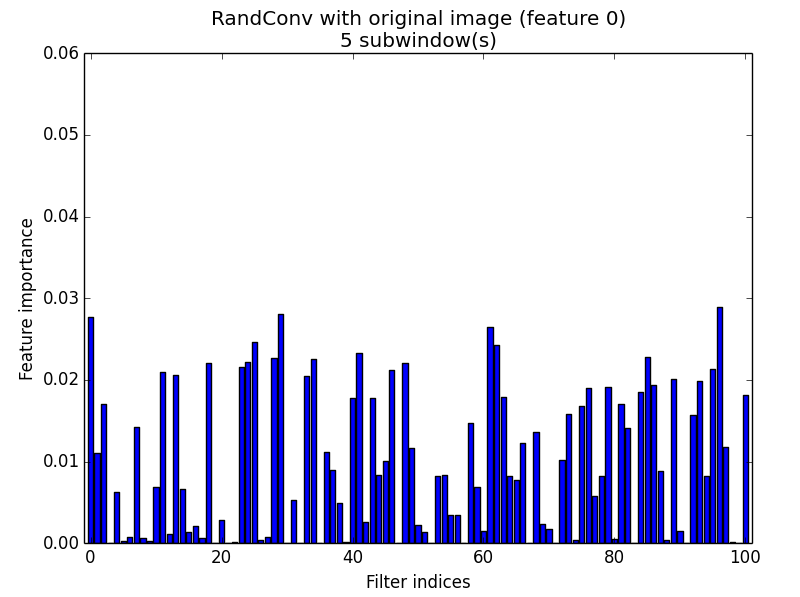 RandConv with original image (feature 0)
5 subwindow(s)
0.06
0.05
0.04
0.03
0.02
0.01
0.00
Feature importance
0 20 40 60 80 100
Filter indices